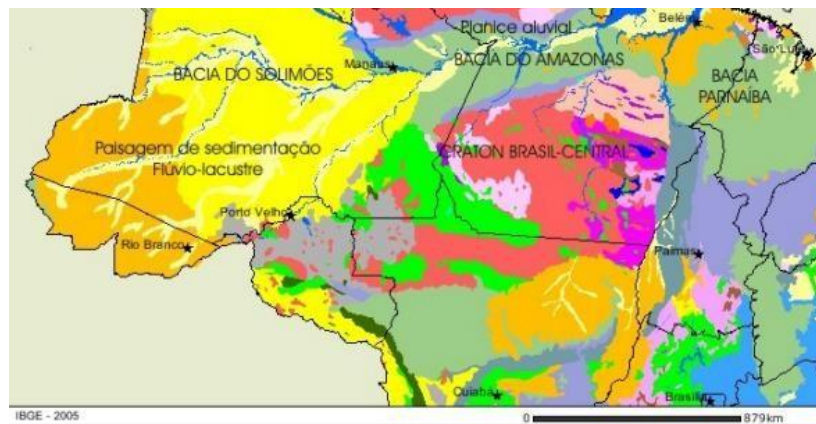 Planície aluvial
Belém
São Luís
Manaus
BACIA DO SOLIMÕES
BACIA DO AMAZONAS
BACIA
PARNAÍBA
Paisagem de sedimentação
Flúvio-lacustre
CRATON BRASIL-CENTRAL
Porto Velho
Rio Branco
Palmas
Cuiabá
Brasília
IBGE - 2005
0
879km